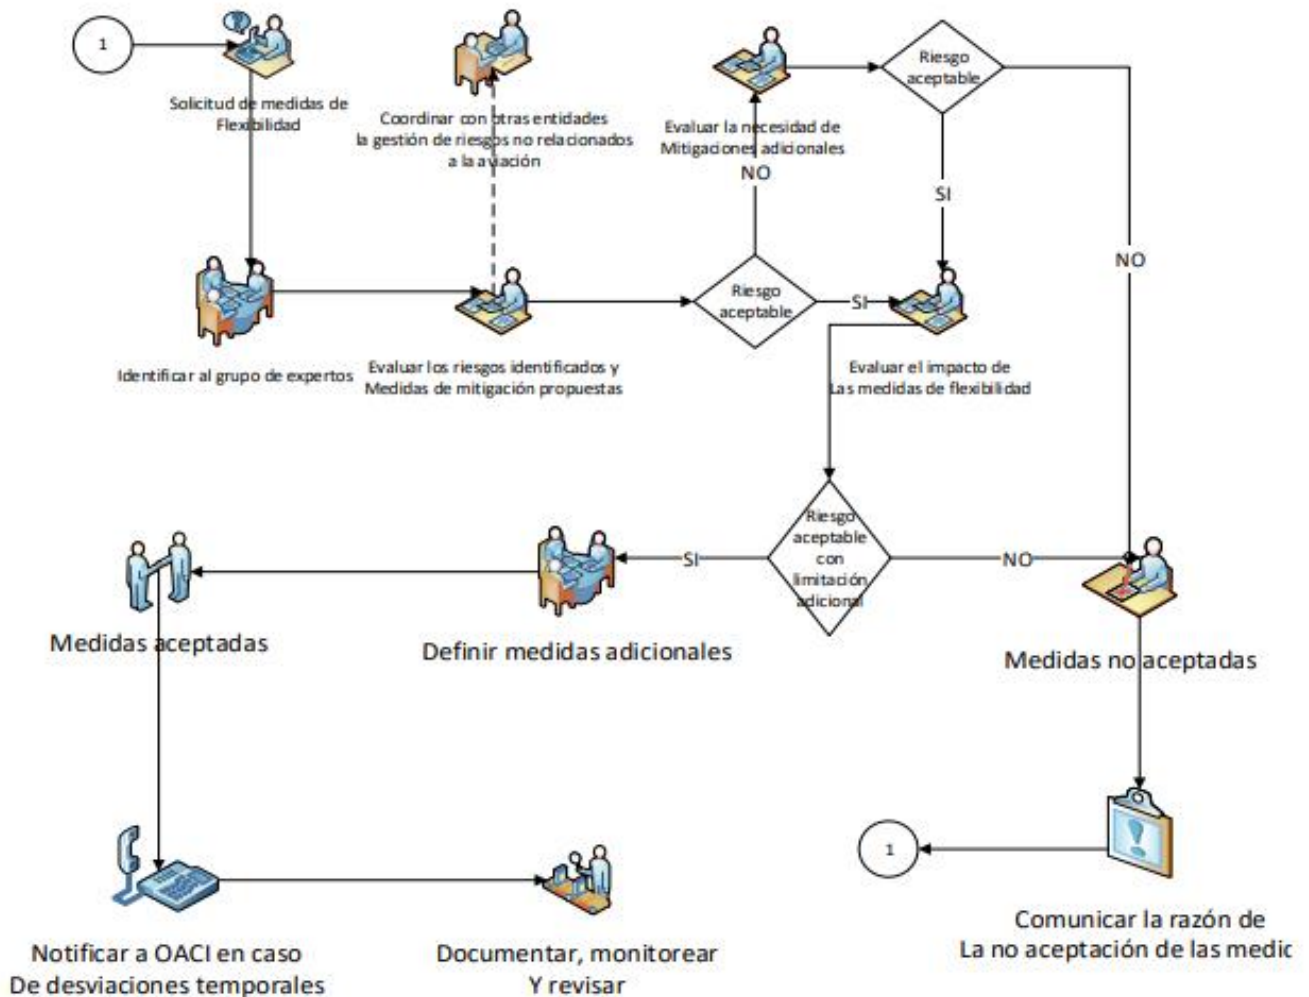 1
Solicitud de medidas de
Flexibilidad
Coordinar con otras entidades
la gestión de riesgos no relacionados
a la aviación
Evaluar la necesidad de
Mitigaciones adicionales
Riesgo
aceptable
NO
SI
NO
Identificar al grupo de expertos
Evaluar los riesgos identificados y
Medidas de mitigación propuestas
Riesgo
aceptable
SI
Evaluar el impacto de
Las medidas de flexibilidad
Riesgo
aceptable
con
limitación
adicional
SI
NO
Medidas aceptadas
Definir medidas adicionales
Medidas no aceptadas
1
Notificar a OACI en caso
De desviaciones temporales
Documentar, monitorear
Y revisar
Comunicar la razón de
La no aceptación de las medic